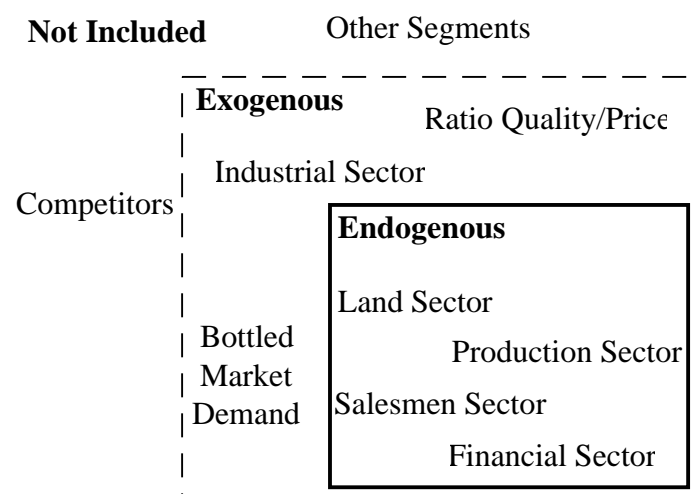 Not Included
Other Segments
Exogenous
Ratio Quality/Price
Industrial Sector
Competitors
Endogenous
Land Sector
Bottled
Market
Demand
Production Sector
Salesmen Sector
Financial Sector